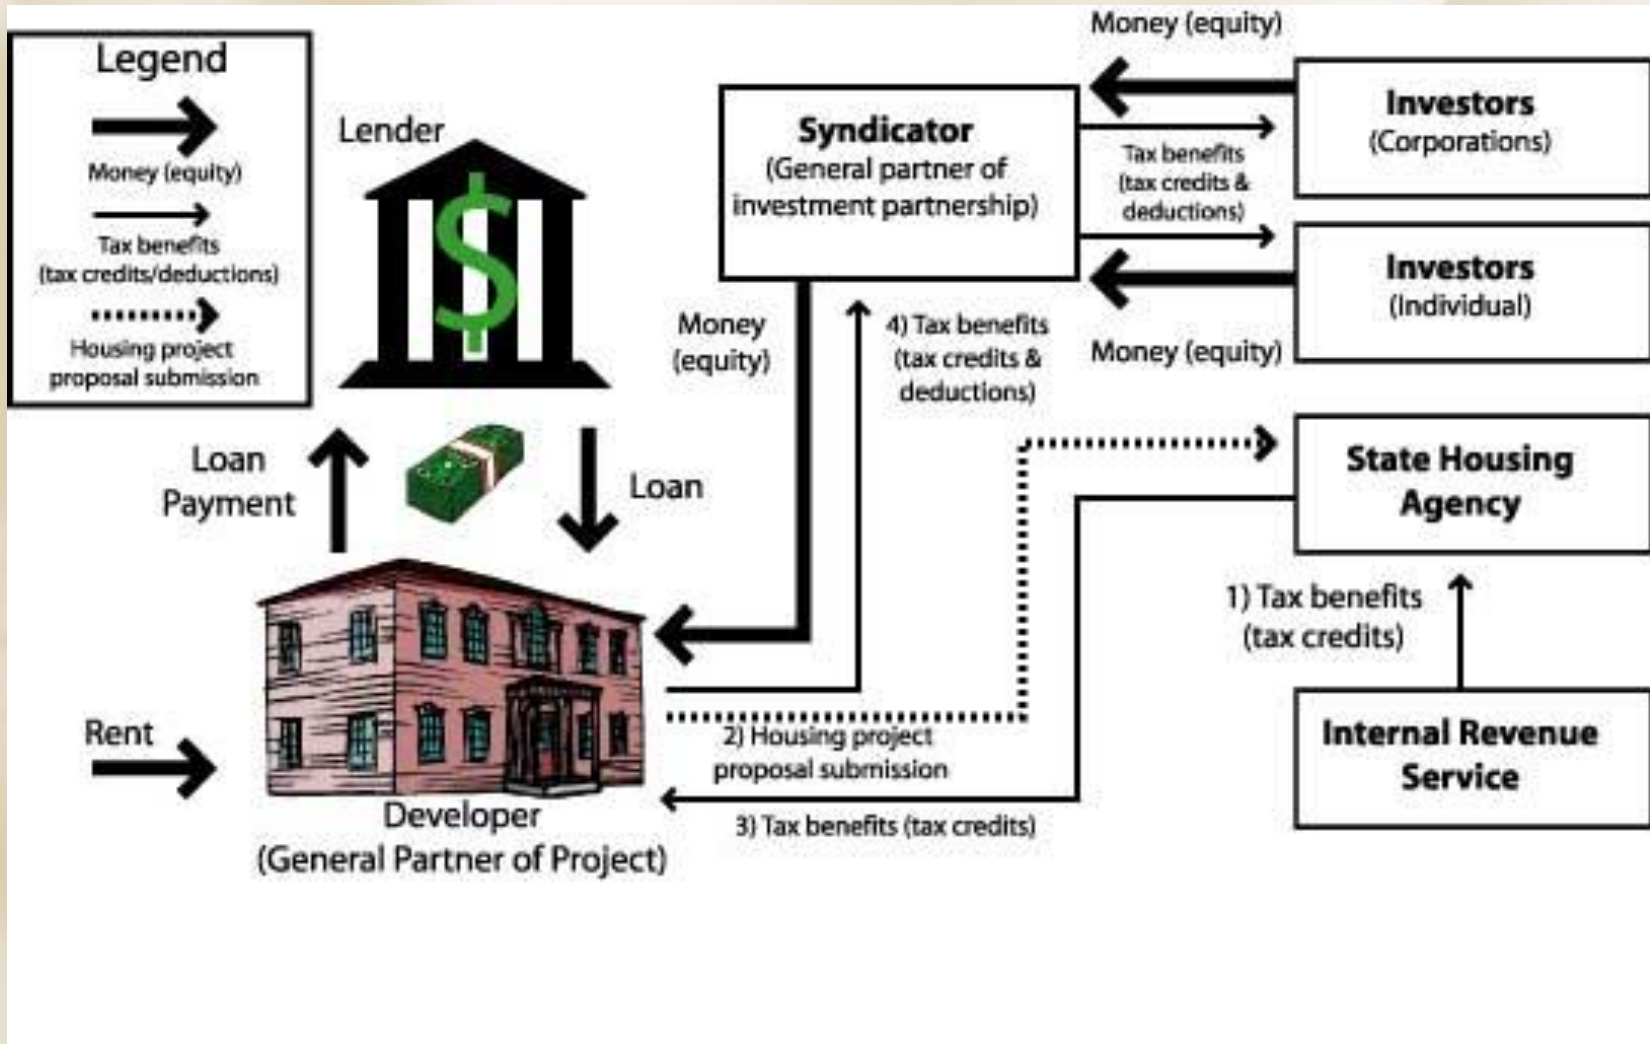 Legend
Money (equity)
Tax benefits
(tax credits/deductions)
Housing project
proposal submission
Lender
Loan
Payment
Loan
Rent
Developer
(General Partner of Project)
Syndicator
(General partner of
investment partnership)
Money
(equity)
4) Tax benefits
(tax credits &
deductions)
Money (equity)
Tax benefits
(tax credits &
deductions)
Money (equity)
Investors
(Corporations)
Investors
(Individual)
State Housing
Agency
1) Tax benefits
(tax credits)
Internal Revenue
Service
2) Housing project
proposal submission
3) Tax benefits (tax credits)